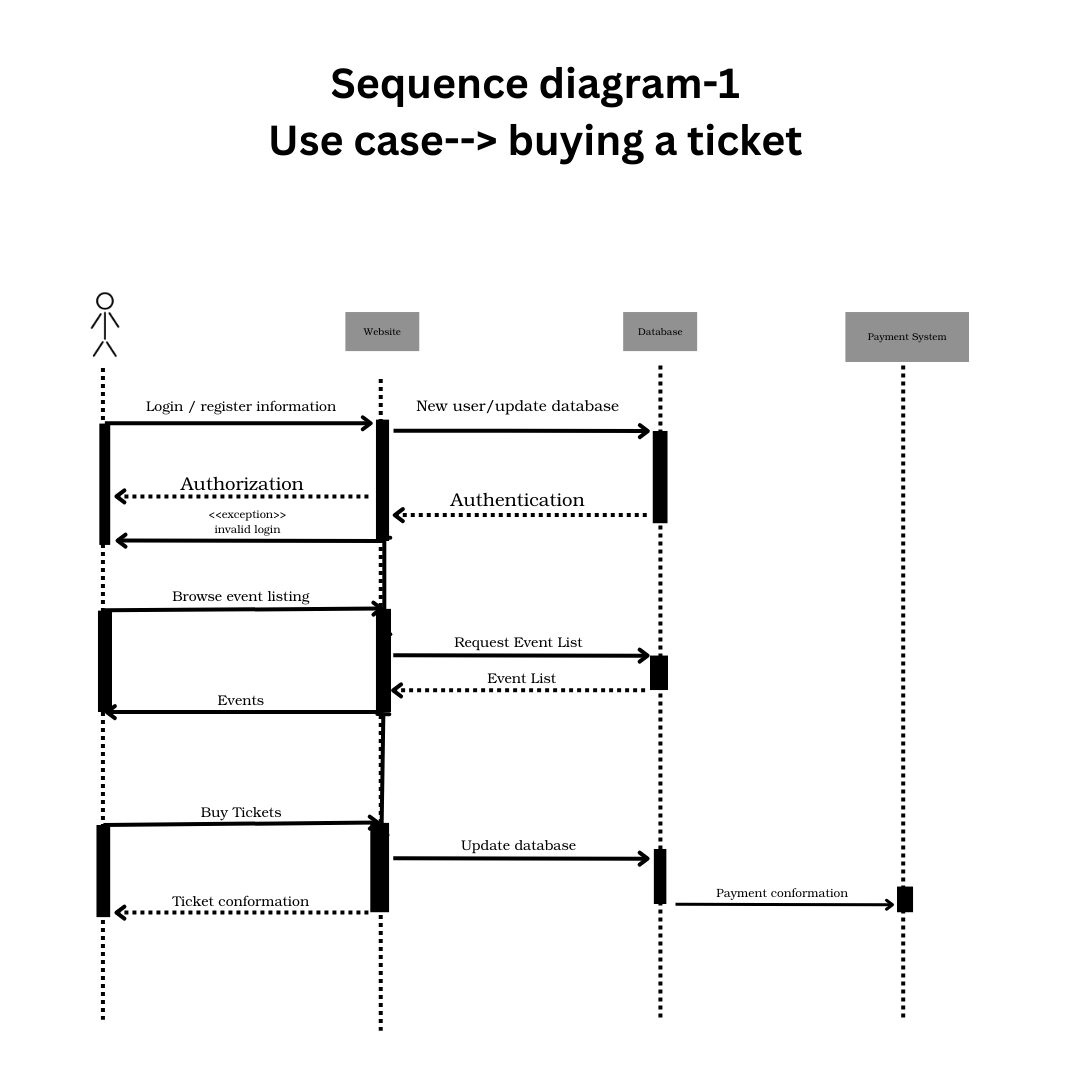 Sequence diagram-1
Use case--> buying a ticket
Website
Database
Payment System
Login / register information
New user/update database
Authorization
Authentication
<<exception>>
invalid login
Browse event listing
Request Event List
Event List
Events
Buy Tickets
Update database
Payment conformation
Ticket conformation